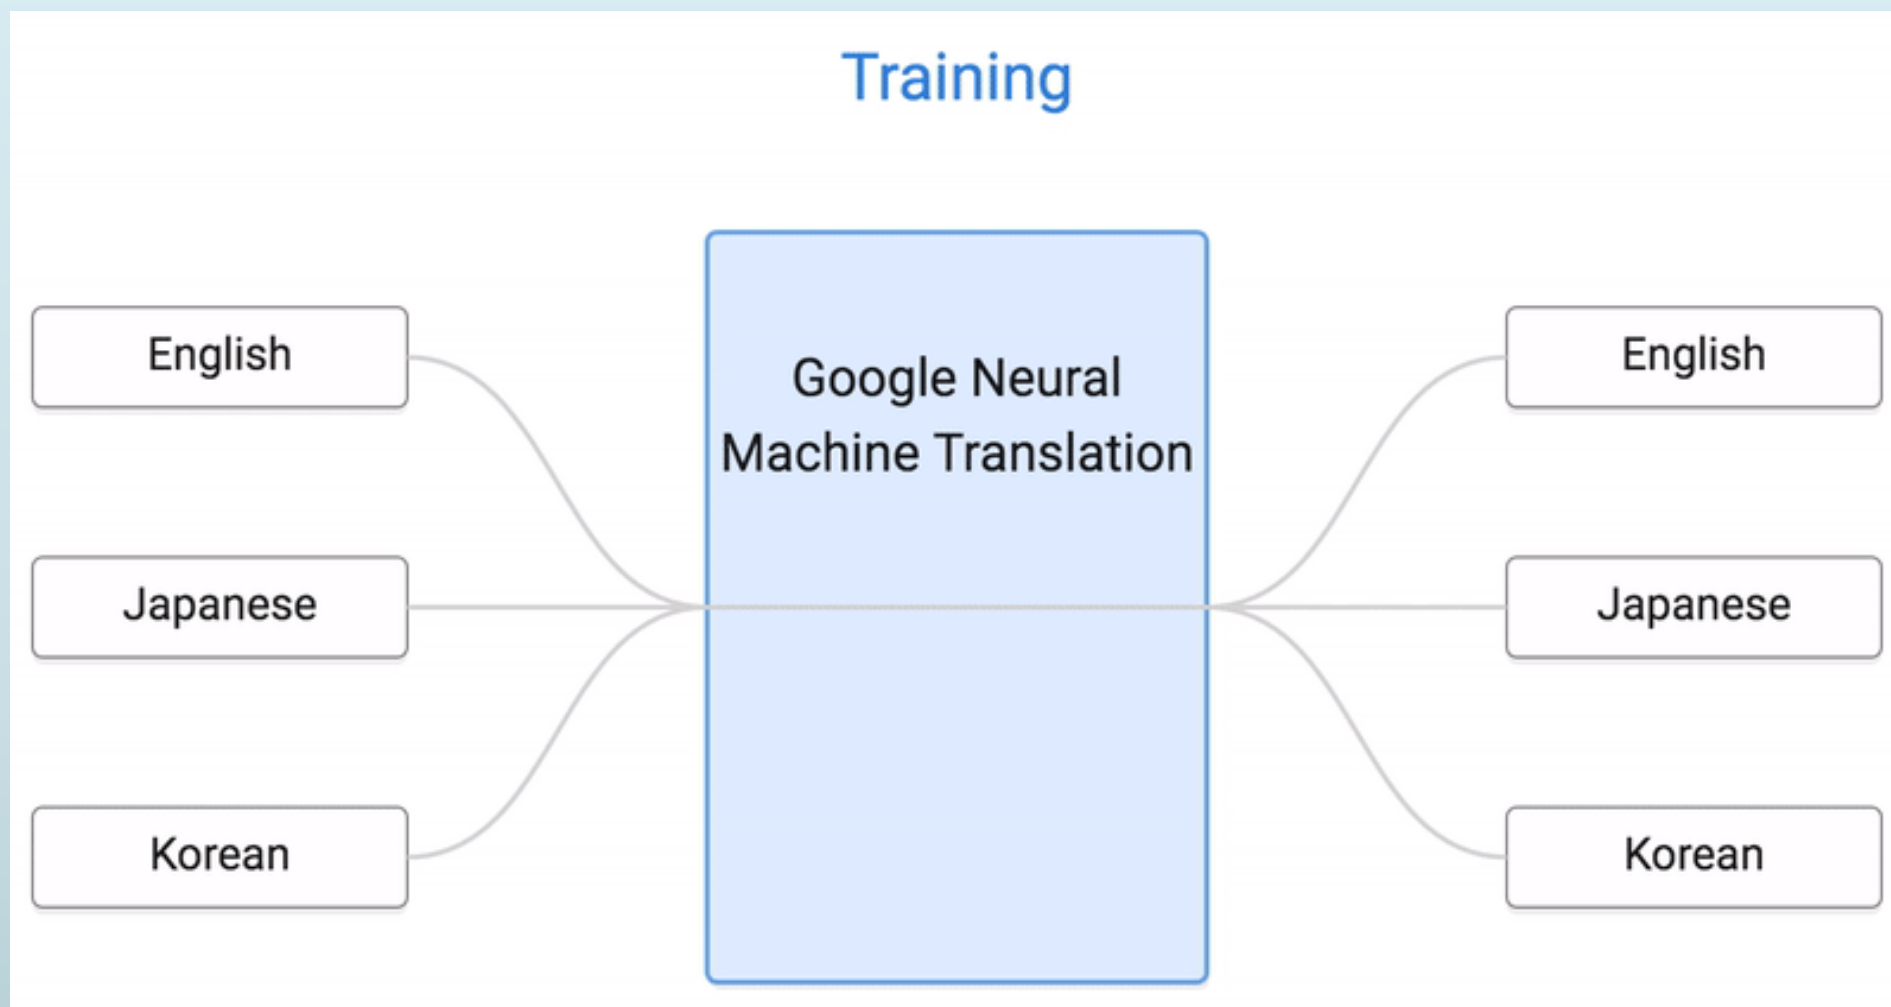 Training
English
Japanese
Korean
Google Neural
Machine Translation
English
Japanese
Korean